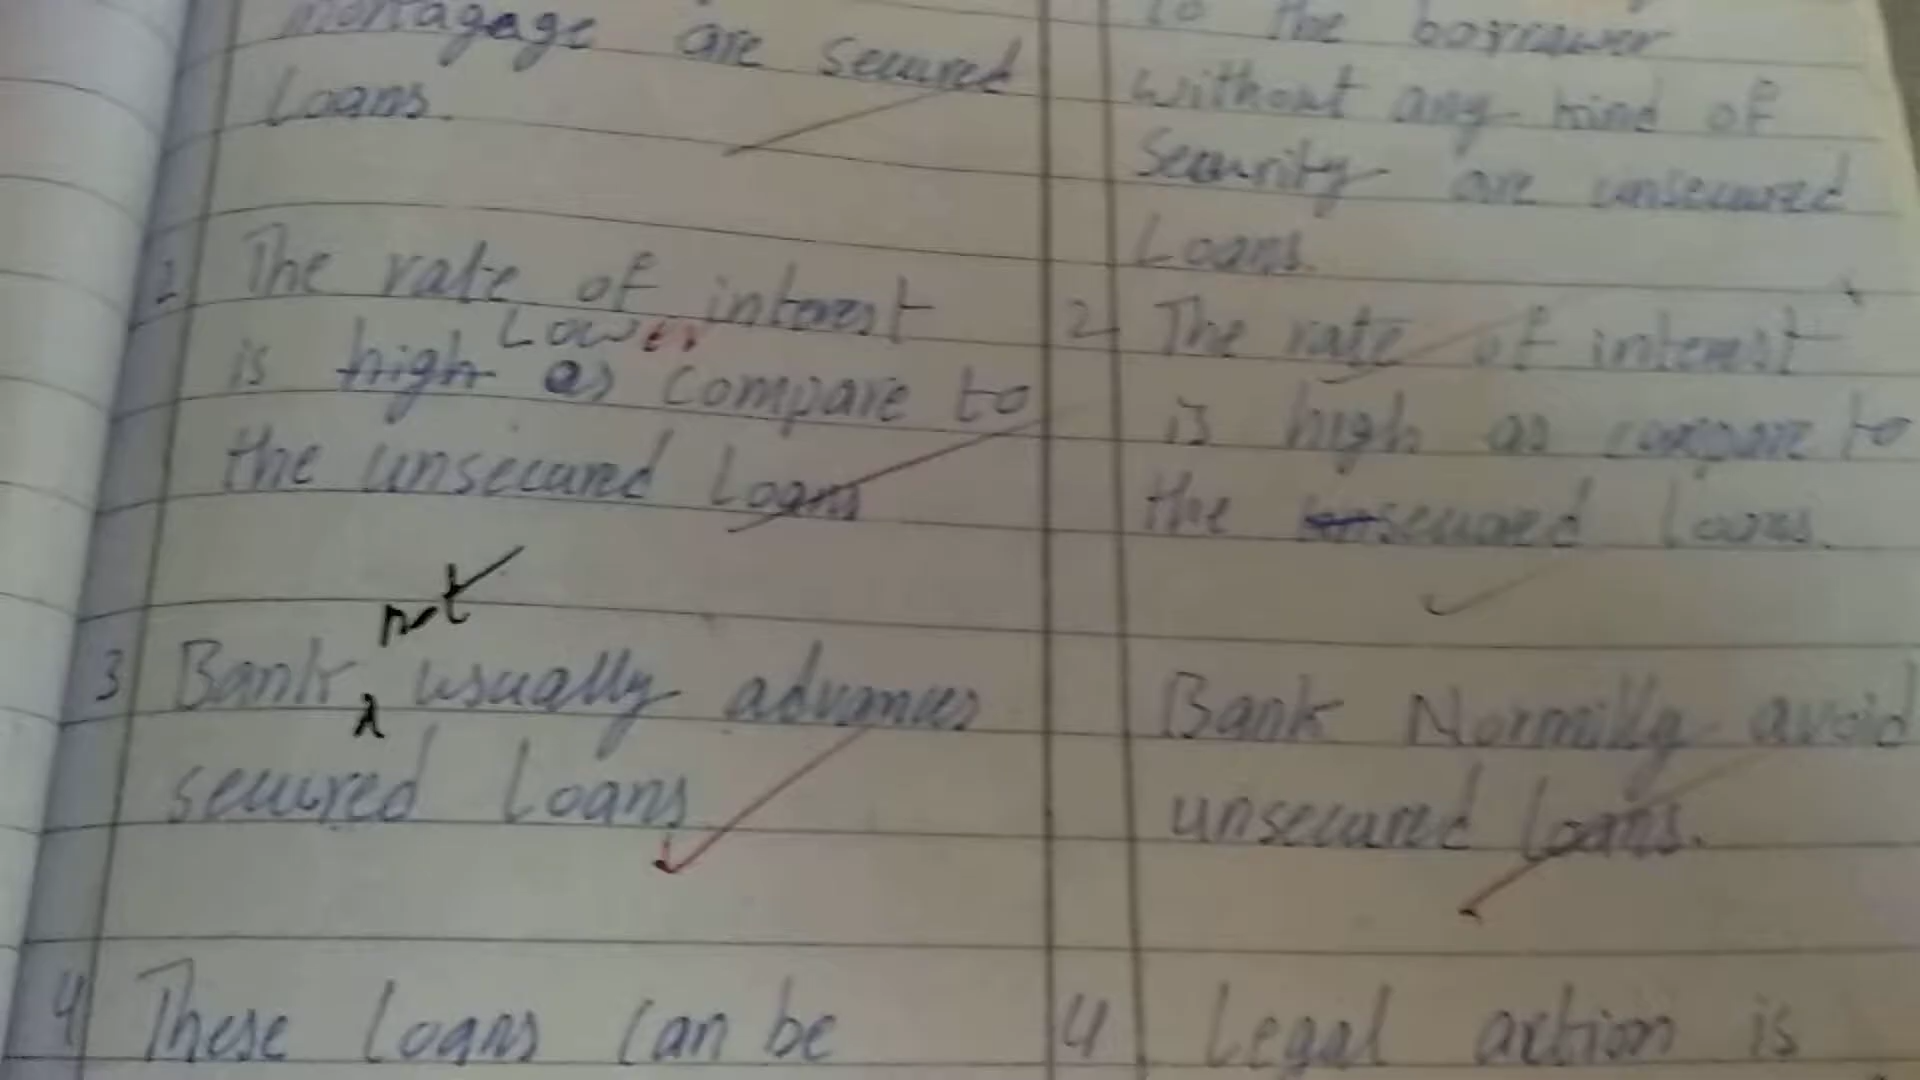 mortagage are secured
Loans.
2 The rate of interest
Lower
is high as compare to
the unsecured Loans
not
3 Bank usually advances
secured Loans
4 These Loans can be
to the borrawer
without any kind of
Security are unsecured
Loans.
2 The rate of interest
is high as compare to
the unsecured Loans.
Bank Normilly avoid
unsecured Loans.
4 Legal action is